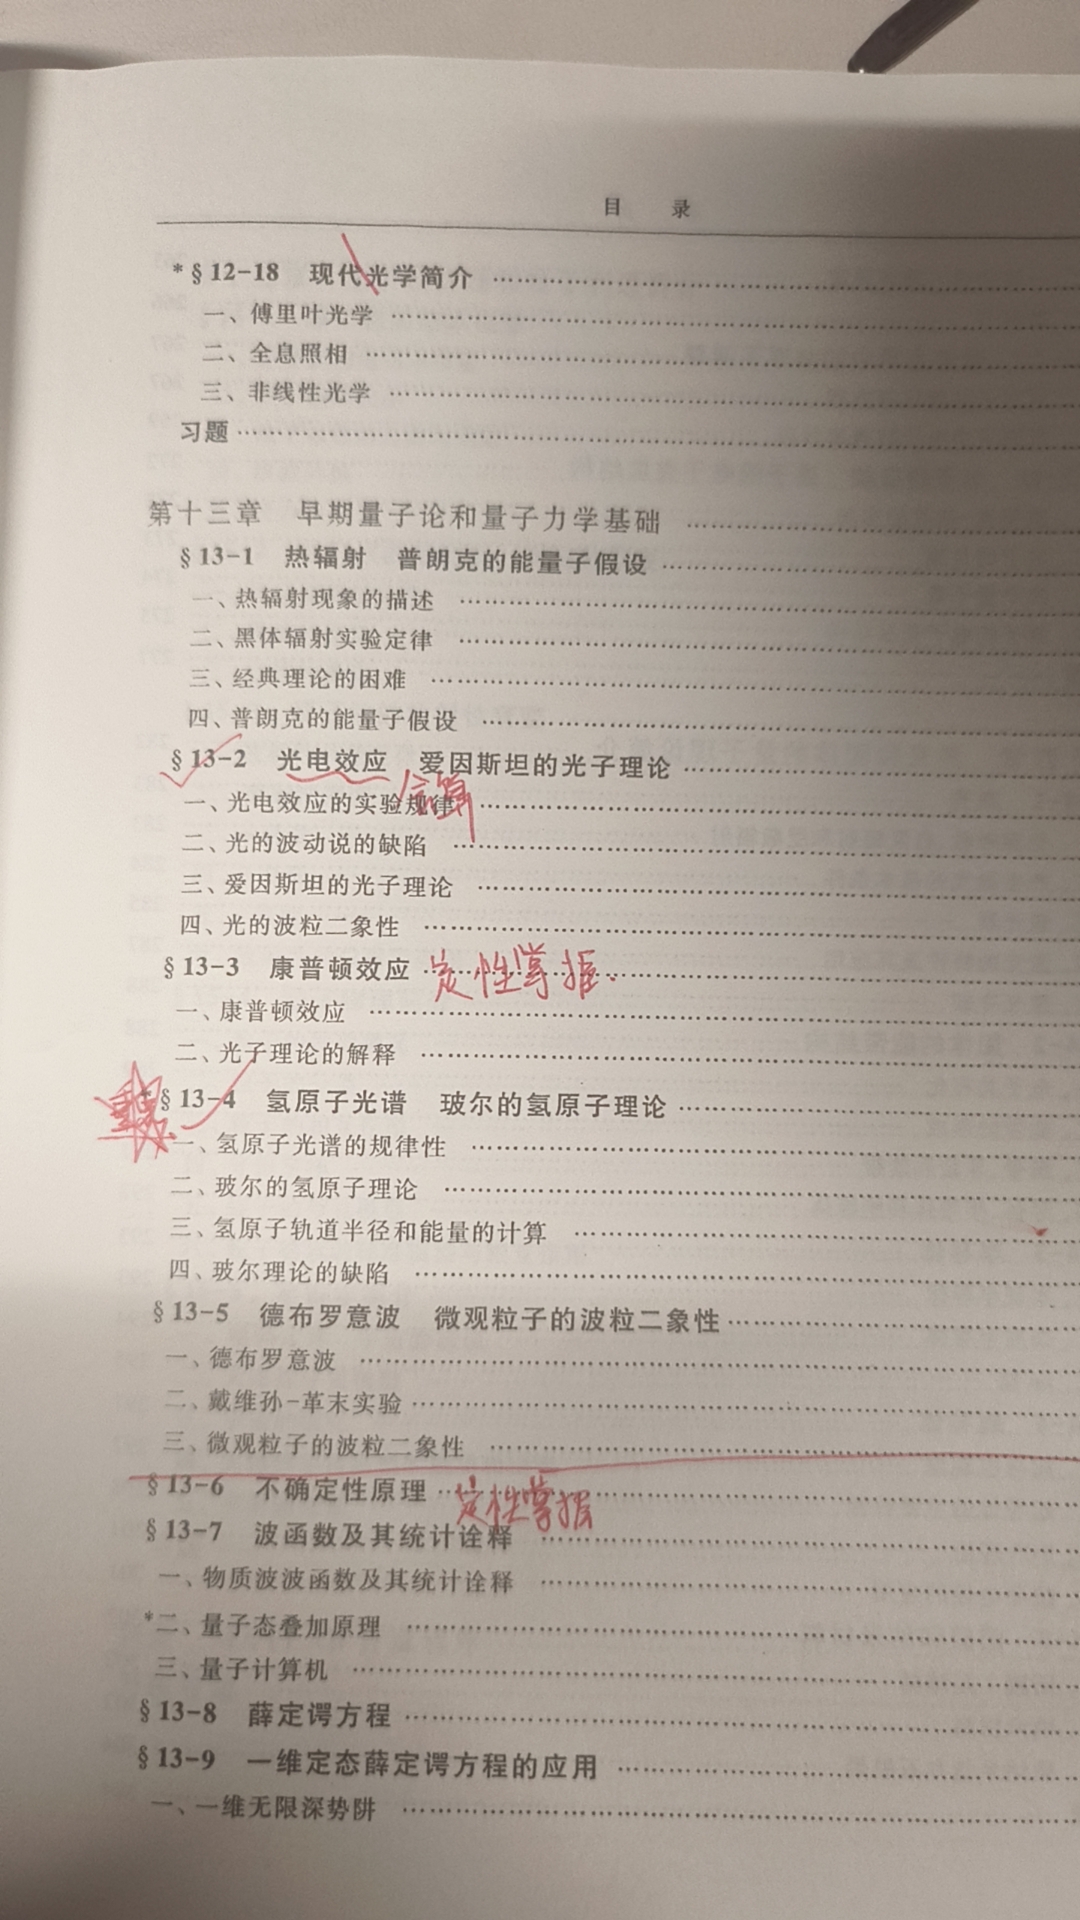 目 录
*§12-18 现代光学简介
一、傅里叶光学
二、全息照相
三、非线性光学
习题
第十三章 早期量子论和量子力学基础
§13-1 热辐射 普朗克的能量子假设
一、热辐射现象的描述
二、黑体辐射实验定律
三、经典理论的困难
四、普朗克的能量子假设
§13-2 光电效应 爱因斯坦的光子理论
计算
一、光电效应的实验规律
二、光的波动说的缺陷
三、爱因斯坦的光子理论
四、光的波粒二象性
§13-3 康普顿效应 定性掌握.
一、康普顿效应
二、光子理论的解释
*§13-4 氢原子光谱 玻尔的氢原子理论
一、氢原子光谱的规律性
二、玻尔的氢原子理论
三、氢原子轨道半径和能量的计算
四、玻尔理论的缺陷
§13-5 德布罗意波 微观粒子的波粒二象性
一、德布罗意波
二、戴维孙-革末实验
三、微观粒子的波粒二象性
§13-6 不确定性原理 定性掌握
§13-7 波函数及其统计诠释
一、物质波波函数及其统计诠释
*二、量子态叠加原理
三、量子计算机
§13-8 薛定谔方程
§13-9 一维定态薛定谔方程的应用
一、一维无限深势阱